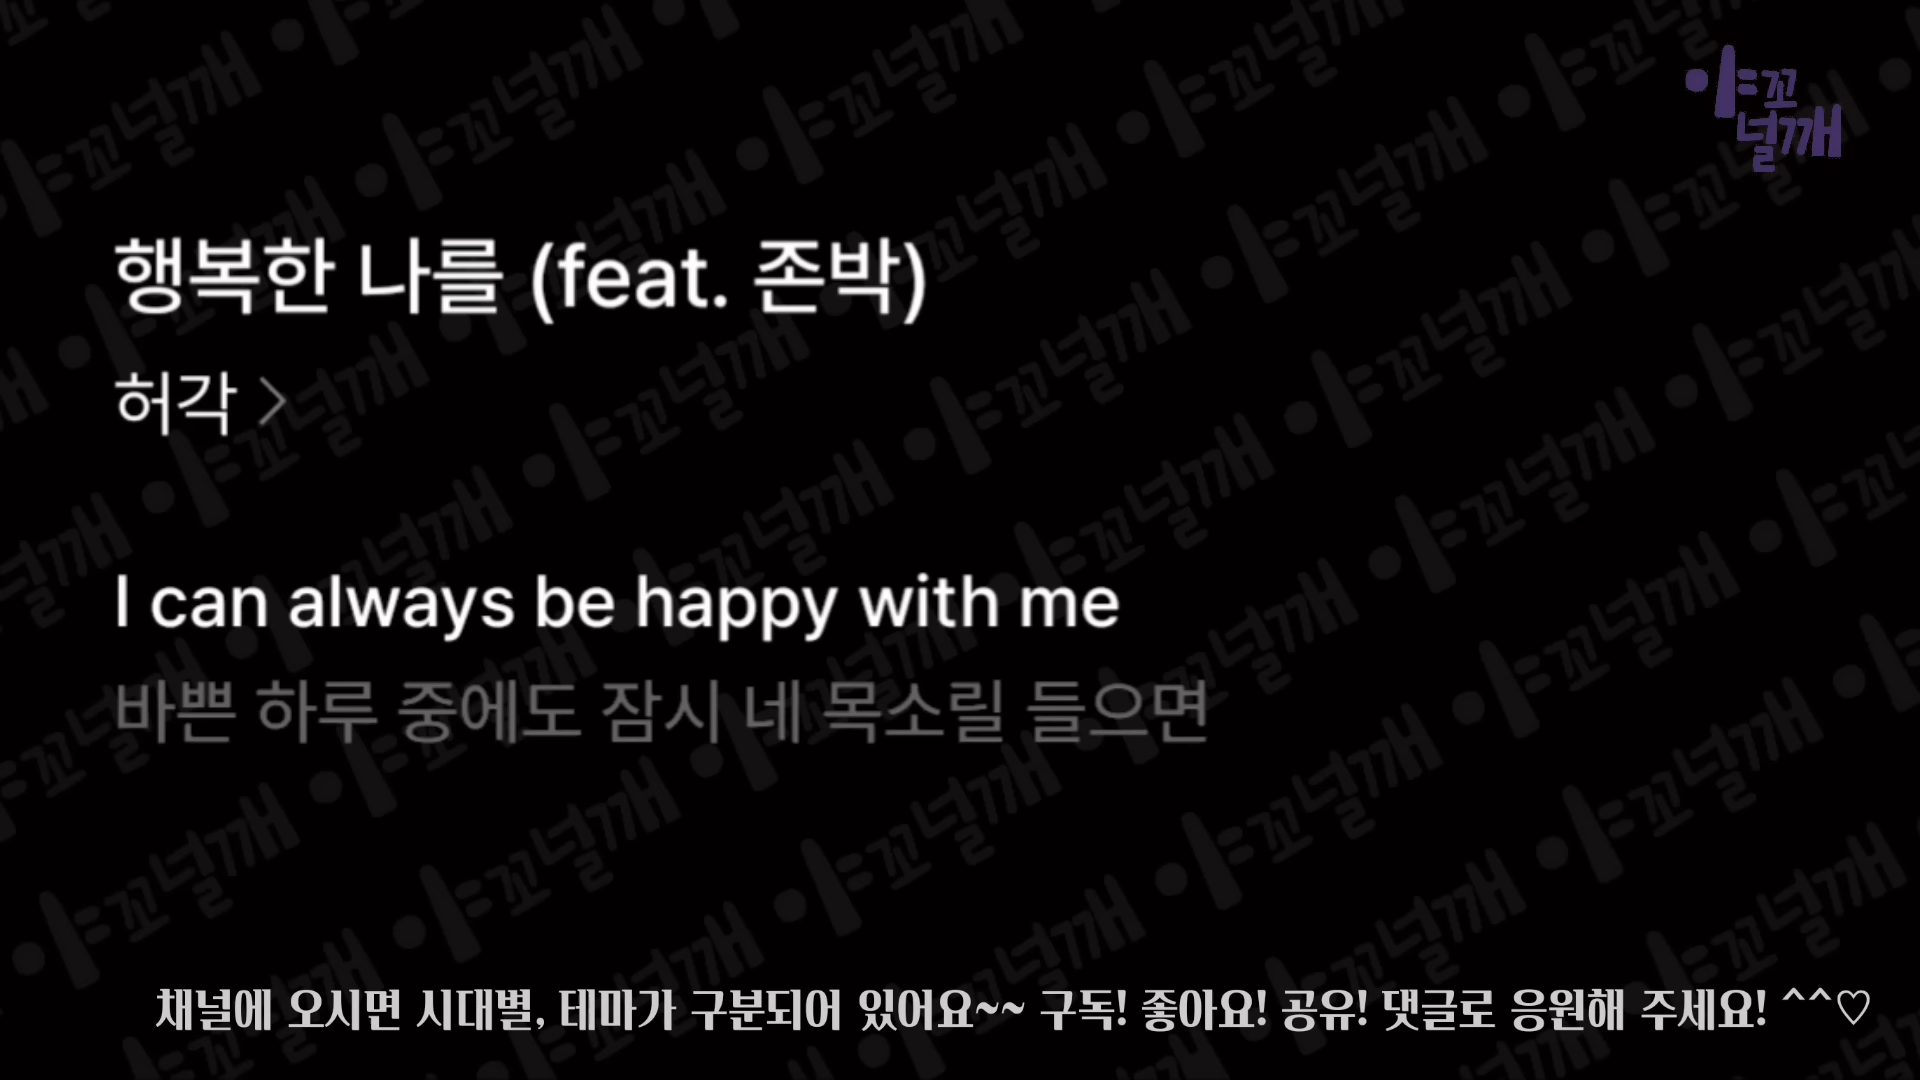 야꼬
널깨
행복한 나를 (feat. 존박)
허각 >
I can always be happy with me
바쁜 하루 중에도 잠시 네 목소릴 들으면
채널에 오시면 시대별, 테마가 구분되어 있어요~~ 구독! 좋아요! 공유! 댓글로 응원해 주세요! ^^♡